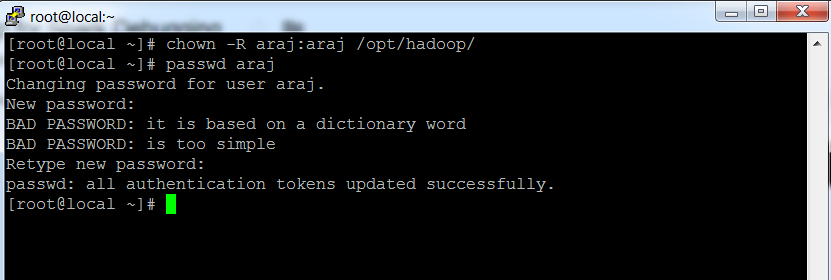 root@local:~
[root@local ~]# chown -R araj:araj /opt/hadoop/
[root@local ~]# passwd araj
Changing password for user araj.
New password:
BAD PASSWORD: it is based on a dictionary word
BAD PASSWORD: is too simple
Retype new password:
passwd: all authentication tokens updated successfully.
[root@local ~]#